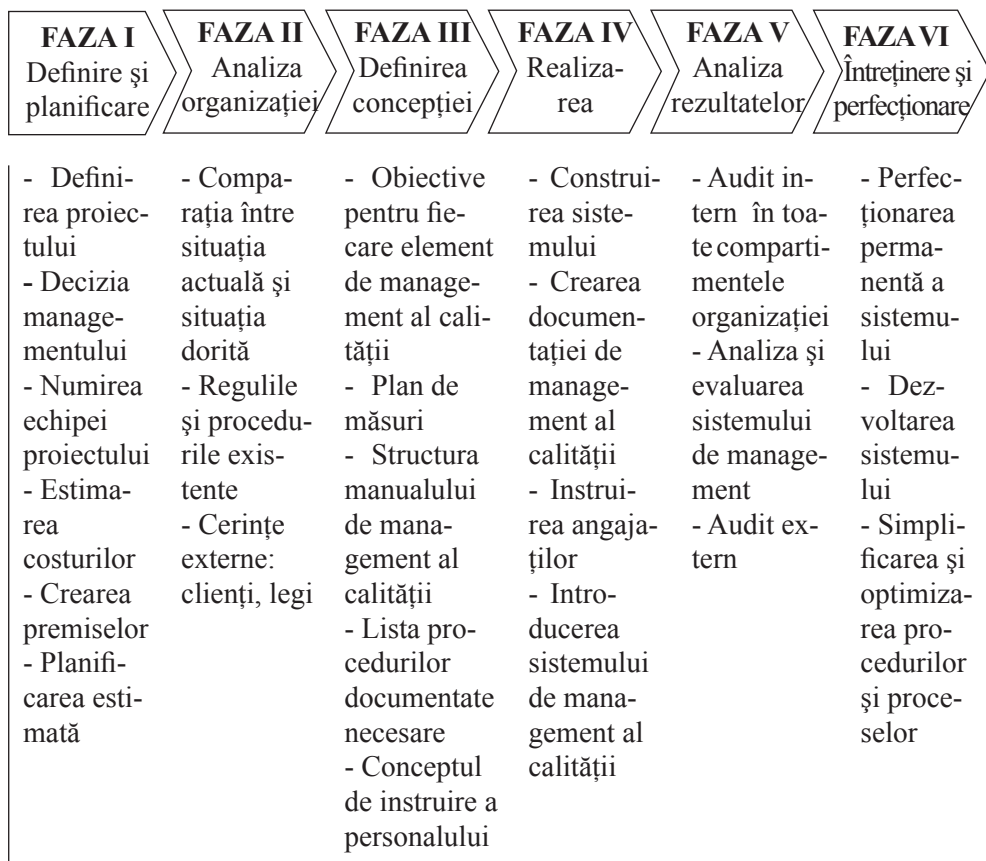 FAZA I
Definire şi
planificare
FAZA II
Analiza
organizaţiei
FAZA III
Definirea
concepţiei
FAZA IV
Realiza-
rea
FAZA V
Analiza
rezultatelor
FAZA VI
Întreţinere şi
perfecţionare
- Defini-
rea proiec-
tului
- Decizia
manage-
mentului
- Numirea
echipei
proiectului
- Estima-
rea
costurilor
- Crearea
premiselor
- Planifi-
carea esti-
mată
- Compa-
raţia între
situaţia
actuală şi
situaţia
dorită
- Regulile
şi procedu-
rile exis-
tente
- Cerinţe
externe:
clienţi, legi
- Obiective
pentru fie-
care element
de manage-
ment al cali-
tăţii
- Plan de
măsuri
- Structura
manualului
de mana-
gement al
calităţii
- Lista pro-
cedurilor
documentate
necesare
- Conceptul
de instruire a
personalului
- Construi-
rea siste-
mului
- Crearea
documen-
taţiei de
manage-
ment al
calităţii
- Instrui-
rea angaja-
ţilor
- Intro-
ducerea
sistemului
de mana-
gement al
calităţii
- Audit in-
tern în toa-
te comparti-
mentele
organizaţiei
- Analiza şi
evaluarea
sistemului
de manage-
ment
- Audit ex-
tern
- Perfec-
ţionarea
perma-
nentă a
sistemu-
lui
- Dez-
voltarea
sistemu-
lui
- Simpli-
ficarea şi
optimiza-
rea pro-
cedurilor
şi proce-
selor